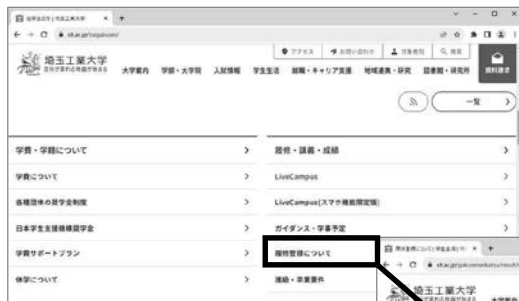 sit.ac.jp/zaigakusei/
埼玉工業大学
アクセス
お問い合わせ
検索
大学案内 学部・大学院 入試情報 学生生活 就職・キャリア支援 地域連携・研究 図書館・研究所
資料請求
一覧
学費・学籍について
履修・講義・成績
学費について
LiveCampus
各種団体の奨学金制度
LiveCampus(スマホ機能限定版)
日本学生支援機構奨学金
ガイダンス・学事予定
学費サポートプラン
履修登録について
休学について
進級・卒業要件
埼玉工業大学